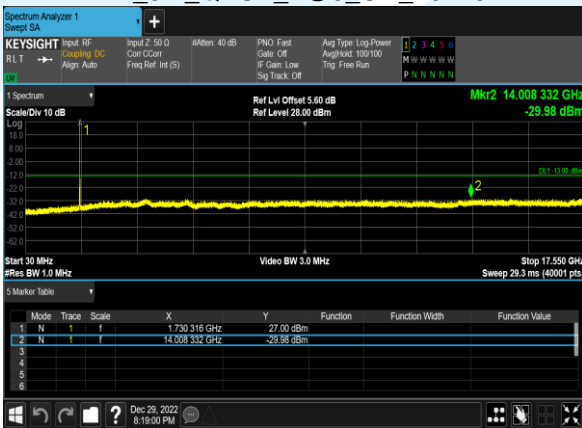 Spectrum Analyzer 1
Swept SA
+
KEYSIGHT
RLT
LW
Input: RF
Coupling: DC
Align: Auto
Input Z: 50 Ω
Corr CCorr
Freq Ref: Int (S)
#Atten: 40 dB
PNO: Fast
Gate: Off
IF Gain: Low
Sig Track: Off
Avg Type: Log-Power
Avg|Hold: 100/100
Trig: Free Run
1 2 3 4 5 6
M W W W W W
P N N N N N
1 Spectrum
Scale/Div 10 dB
Ref Lvl Offset 5.60 dB
Ref Level 28.00 dBm
Mkr2 14.008 332 GHz
-29.98 dBm
Log
18.0
8.00
-2.00
-12.0
-22.0
-32.0
-42.0
-52.0
-62.0
1
2
DL1 -13.00 dBm
Start 30 MHz
#Res BW 1.0 MHz
Video BW 3.0 MHz
Stop 17.550 GHz
Sweep 29.3 ms (40001 pts)
5 Marker Table
Mode Trace Scale X Y Function Function Width Function Value
1 N 1 f 1.730 316 GHz 27.00 dBm
2 N 1 f 14.008 332 GHz -29.98 dBm
3
4
5
6
?
Dec 29, 2022
8:19:00 PM